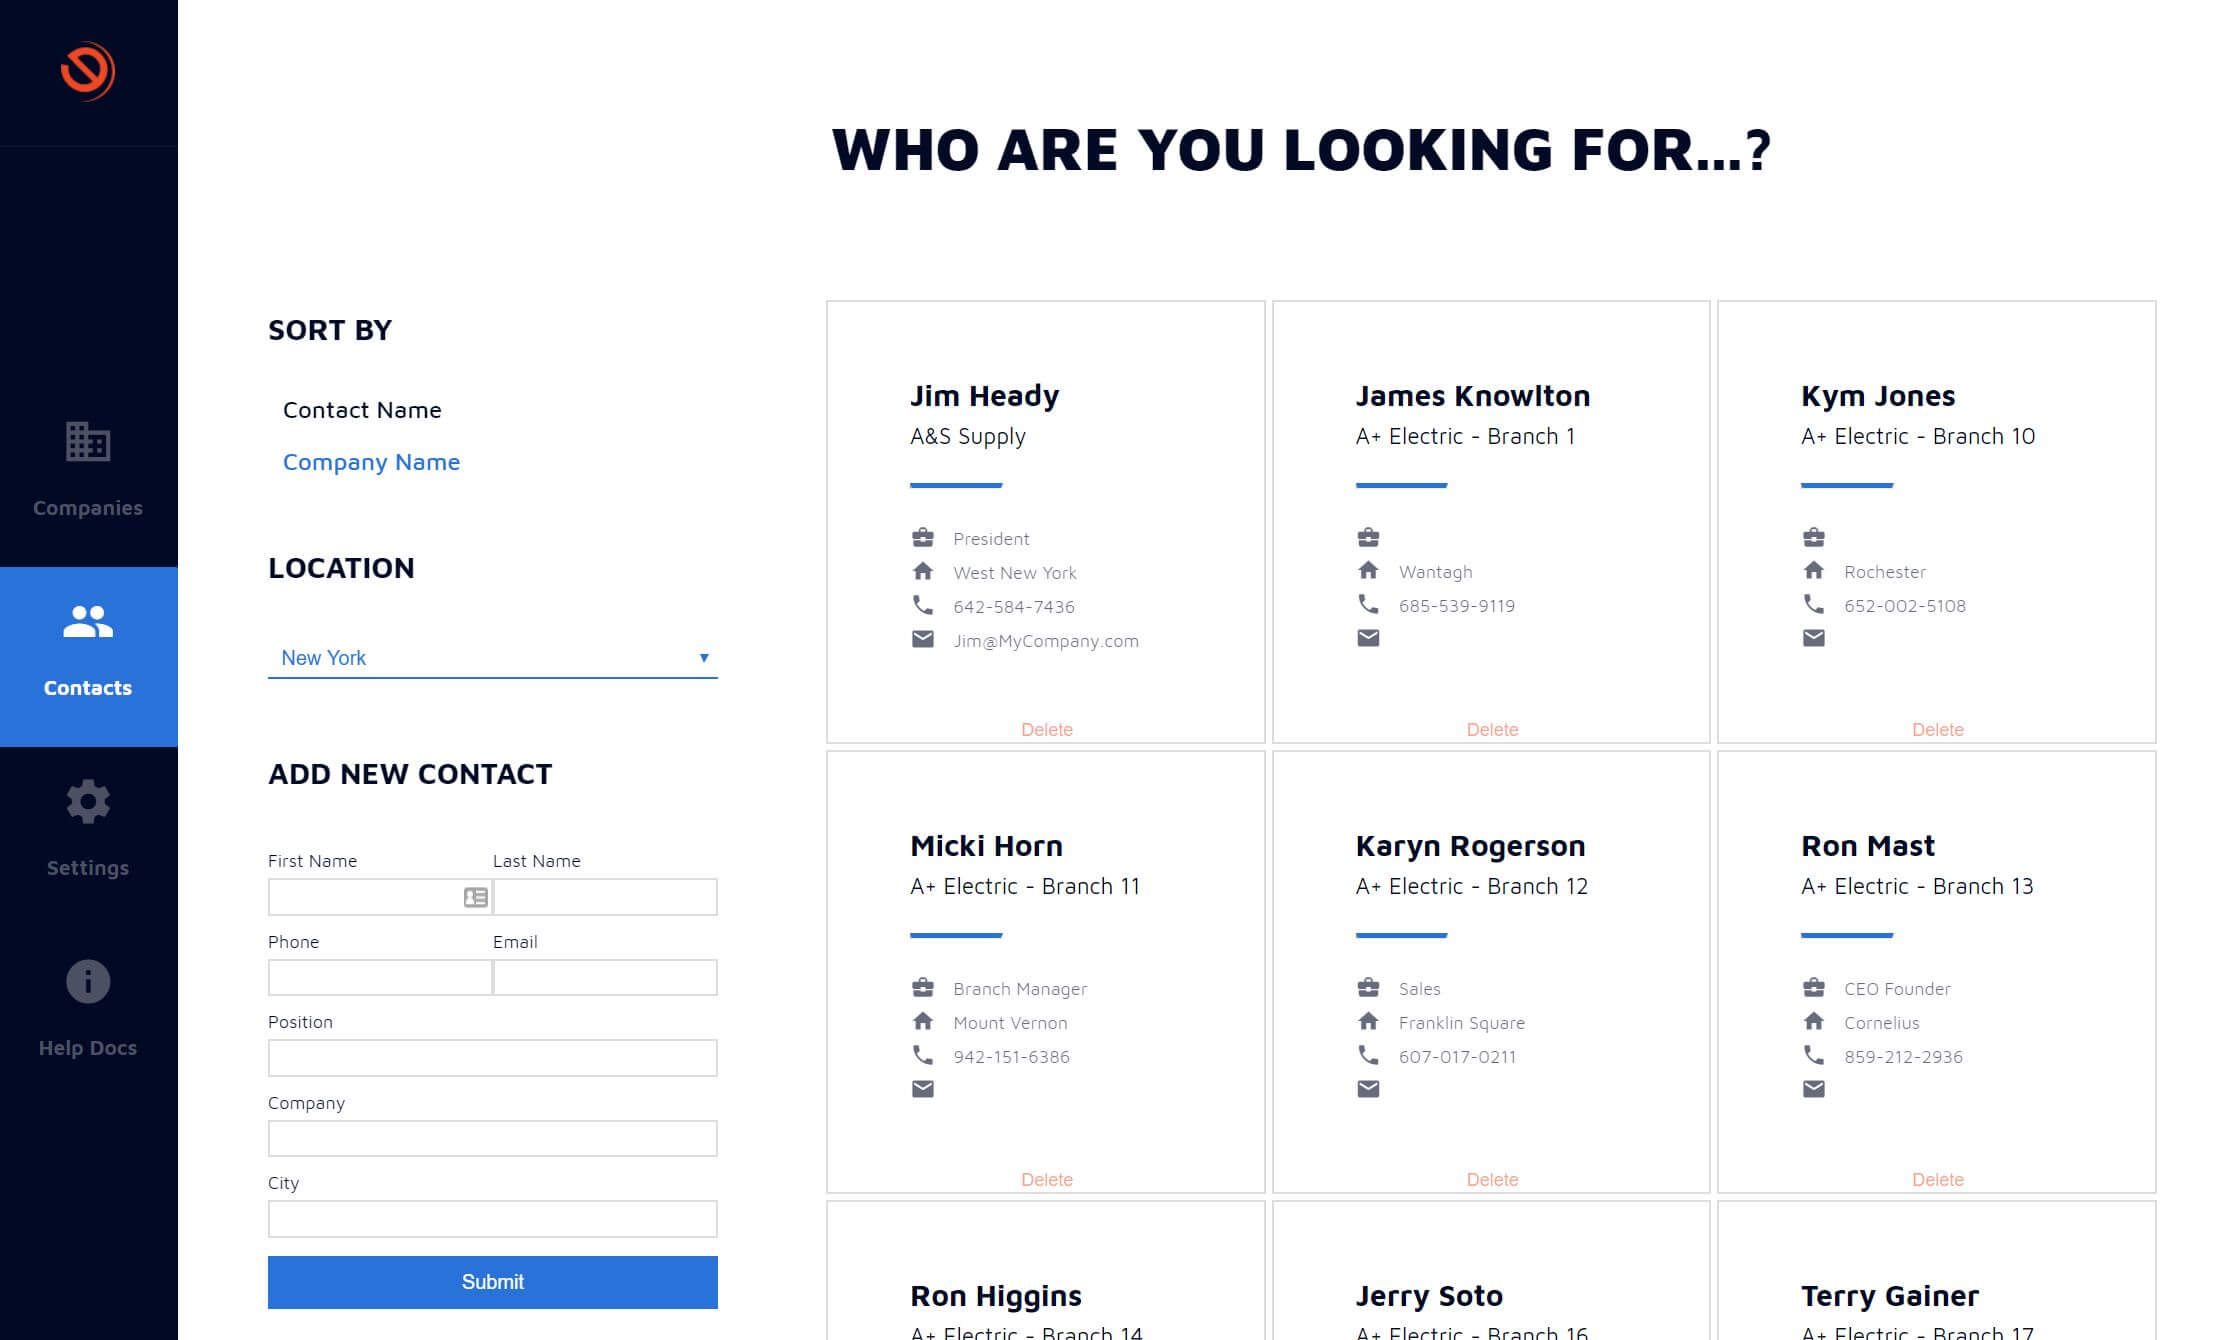 WHO ARE YOU LOOKING FOR...?
Companies
Contacts
Settings
Help Docs
SORT BY
Contact Name
Company Name
LOCATION
New York
ADD NEW CONTACT
First Name
Last Name
Phone
Email
Position
Company
City
Submit
Jim Heady
A&S Supply
President
West New York
642-584-7436
Jim@MyCompany.com
Delete
James Knowlton
A+ Electric - Branch 1
Wantagh
685-539-9119
Delete
Kym Jones
A+ Electric - Branch 10
Rochester
652-002-5108
Delete
Micki Horn
A+ Electric - Branch 11
Branch Manager
Mount Vernon
942-151-6386
Delete
Karyn Rogerson
A+ Electric - Branch 12
Sales
Franklin Square
607-017-0211
Delete
Ron Mast
A+ Electric - Branch 13
CEO Founder
Cornelius
859-212-2936
Delete
Ron Higgins
A+ Electric - Branch 14
Jerry Soto
A+ Electric - Branch 16
Terry Gainer
A+ Electric - Branch 17